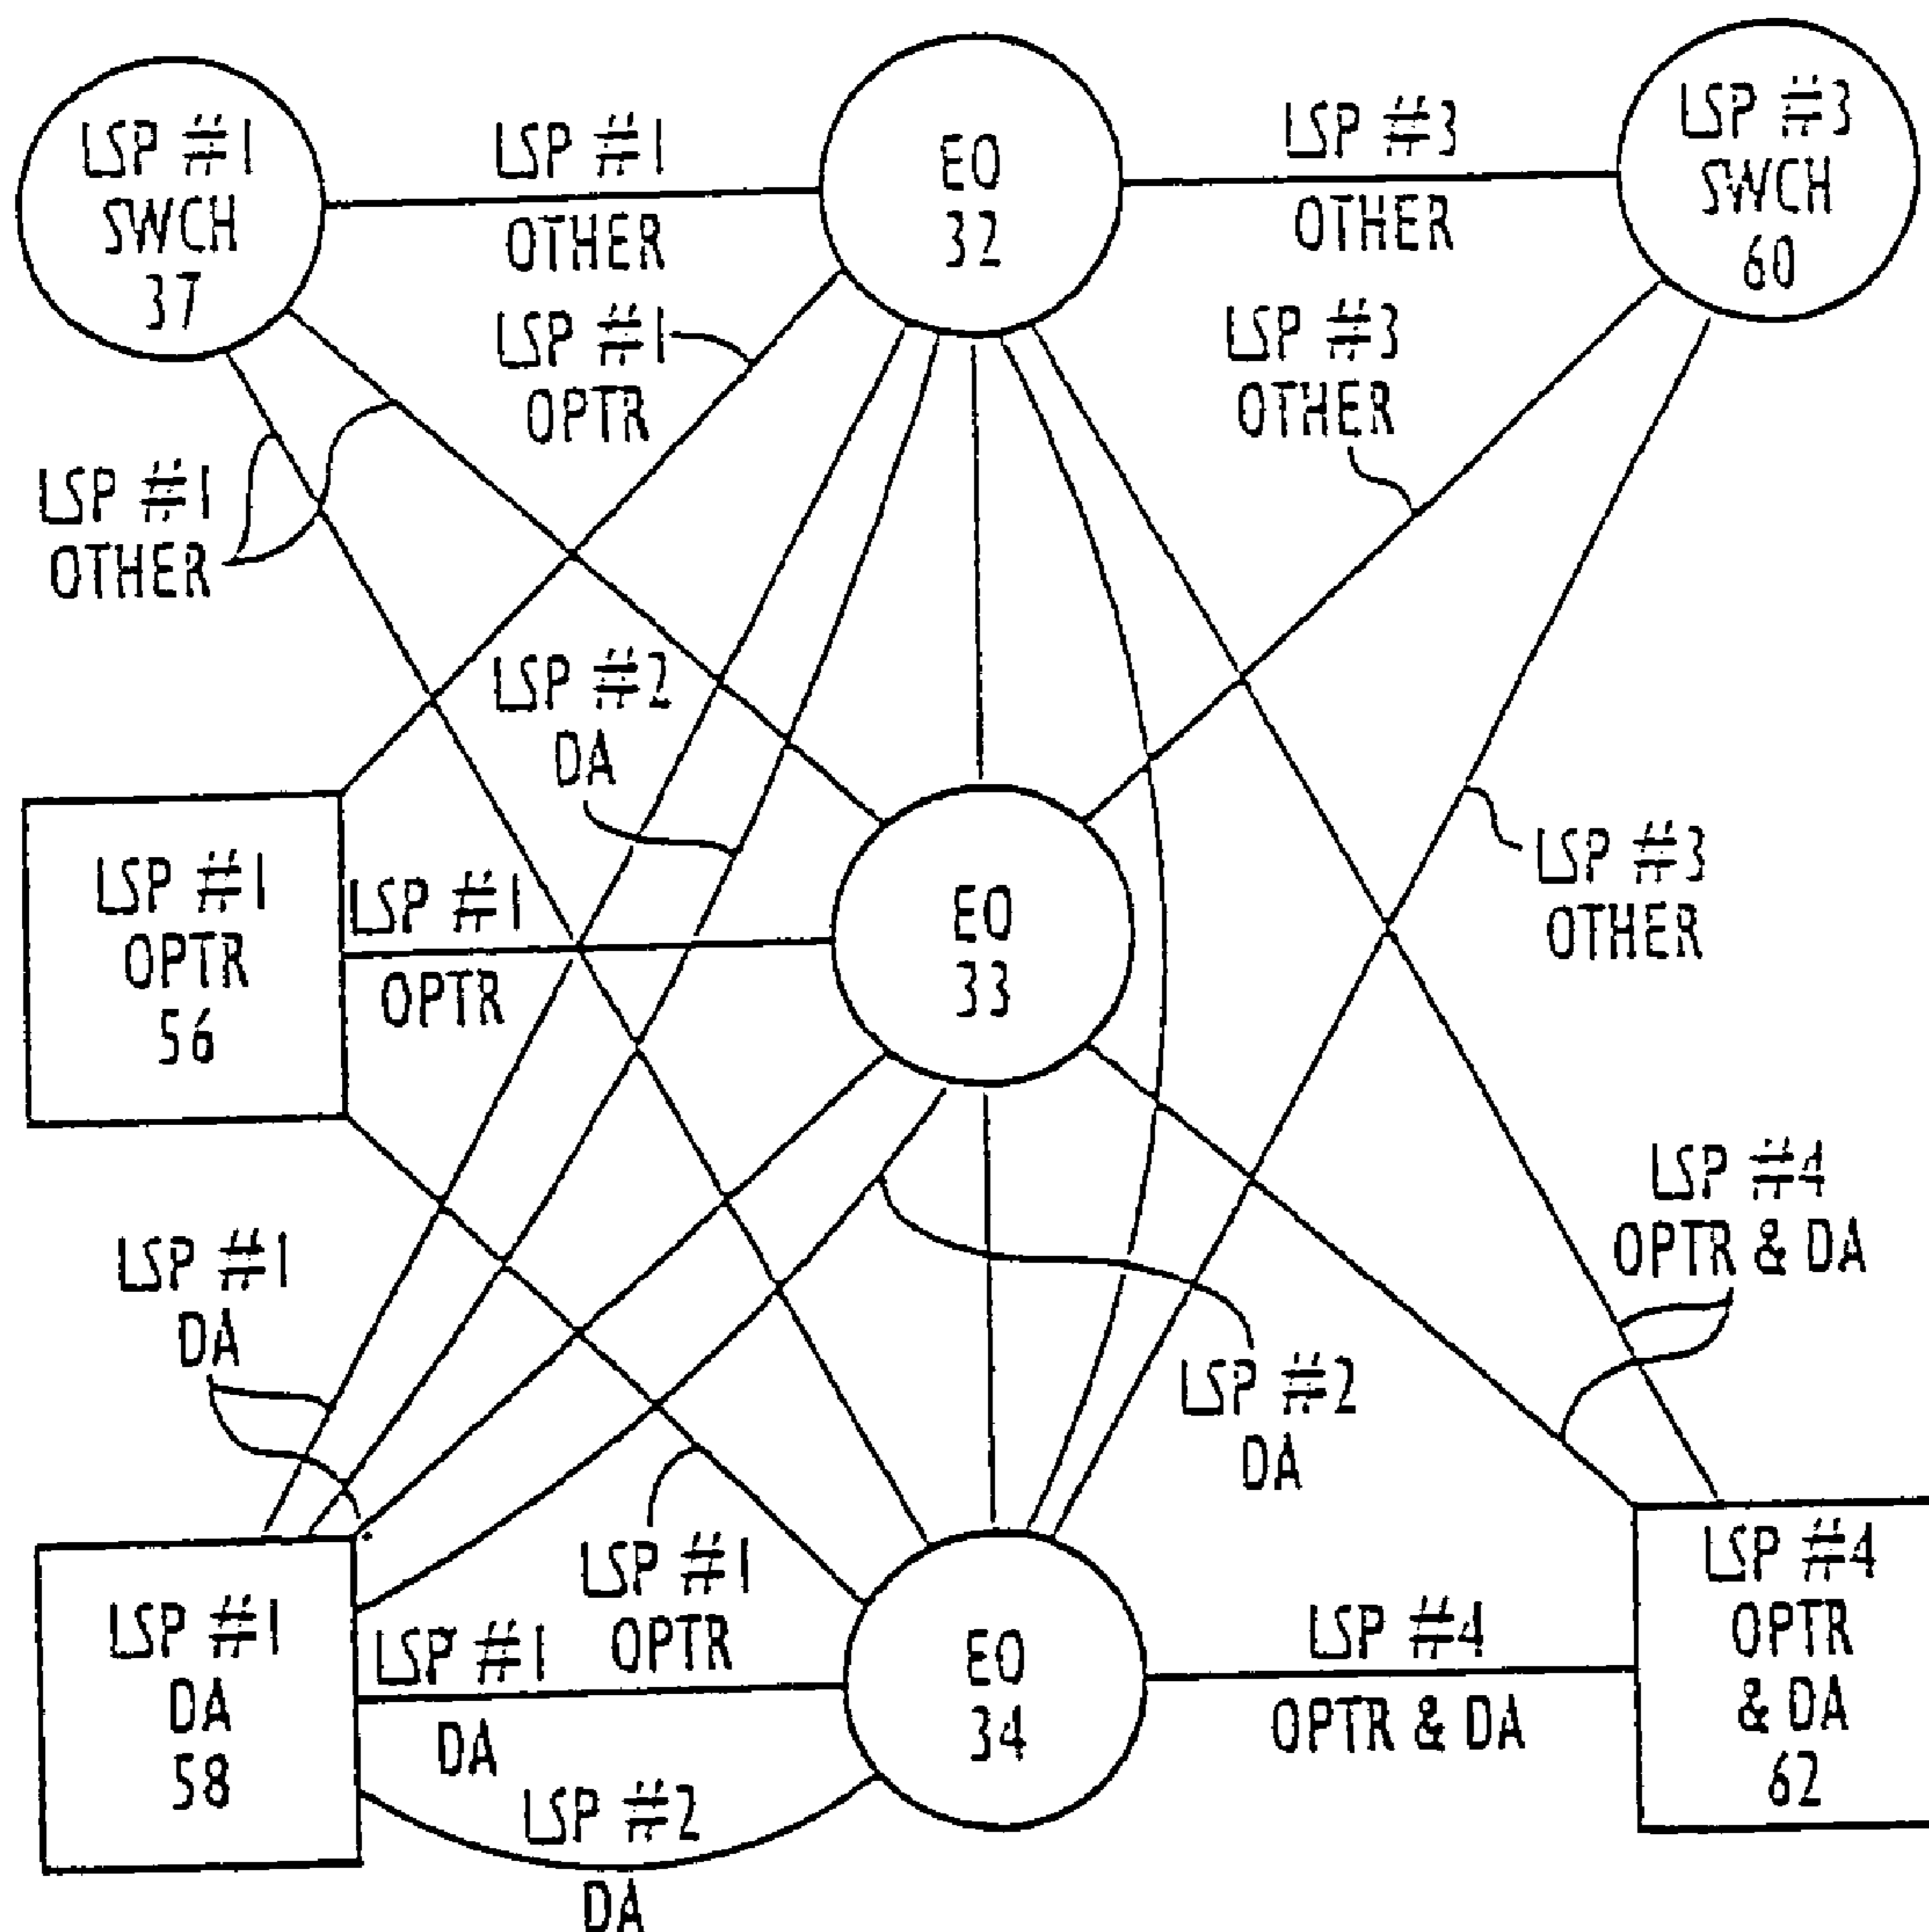 LSP #1
SWCH
37
LSP #1
OTHER
EO
32
LSP #3
OTHER
LSP #3
SWCH
60
LSP #1
OPTR
LSP #3
OTHER
LSP #1
OTHER
LSP #2
DA
LSP #1
OPTR
56
LSP #1
OPTR
EO
33
LSP #3
OTHER
LSP #1
DA
LSP #4
OPTR & DA
LSP #2
DA
LSP #1
DA
58
LSP #1
DA
LSP #1
OPTR
LSP #2
DA
EO
34
LSP #4
OPTR & DA
LSP #4
OPTR
& DA
62